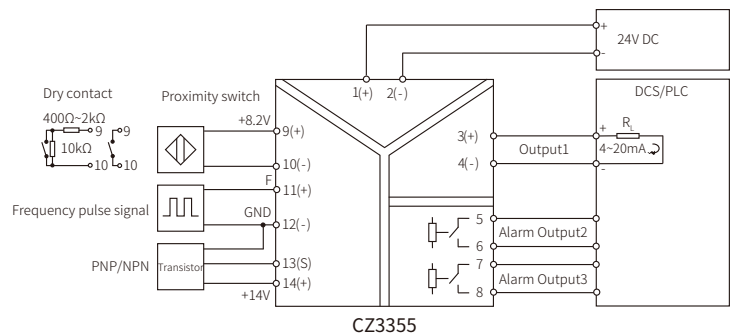 24V DC
+
-
1(+)
2(-)
DCS/PLC
Dry contact
400Ω~2kΩ
10kΩ
9
10
9
10
Proximity switch
+8.2V
9(+)
10(-)
F
11(+)
Frequency pulse signal
GND
12(-)
PNP/NPN
Transistor
13(S)
14(+)
+14V
3(+)
4(-)
Output1
+
RL
4~20mA
-
5
6
Alarm Output2
7
8
Alarm Output3
CZ3355